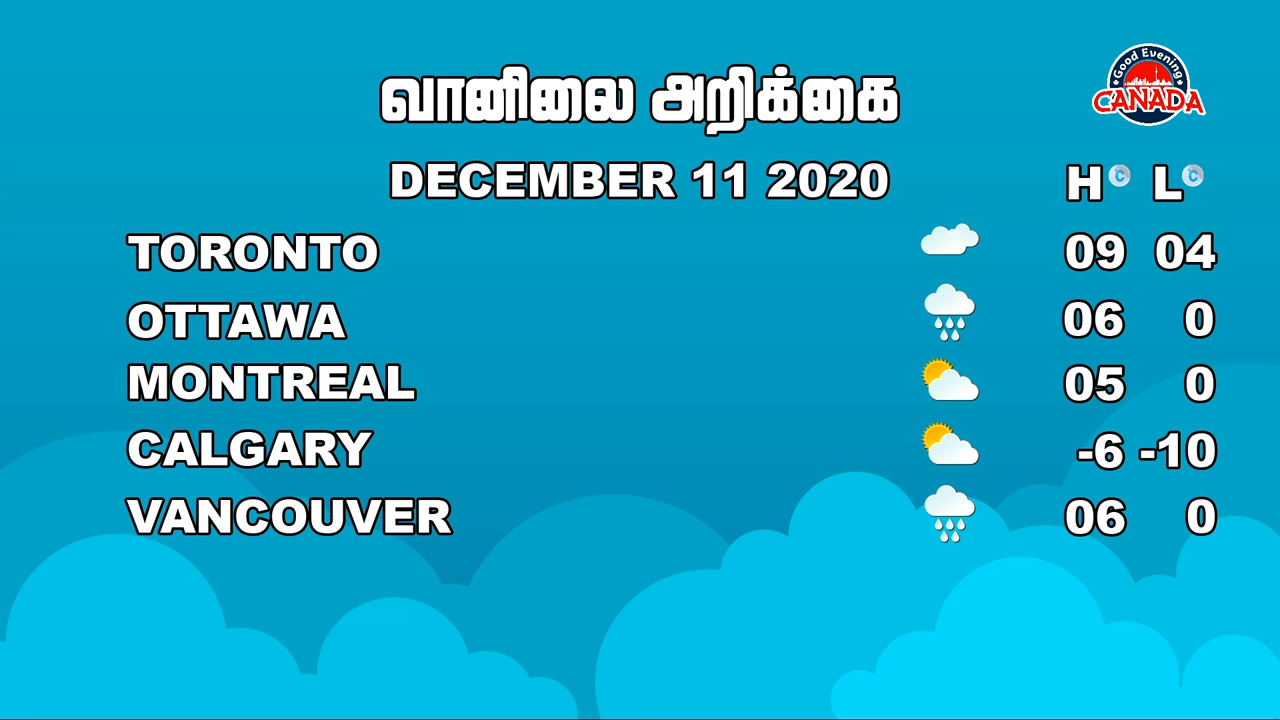 வானிலை அறிக்கை
Good Evening
CANADA
DECEMBER 11 2020 H°C L°C
TORONTO 09 04
OTTAWA 06 0
MONTREAL 05 0
CALGARY -6 -10
VANCOUVER 06 0